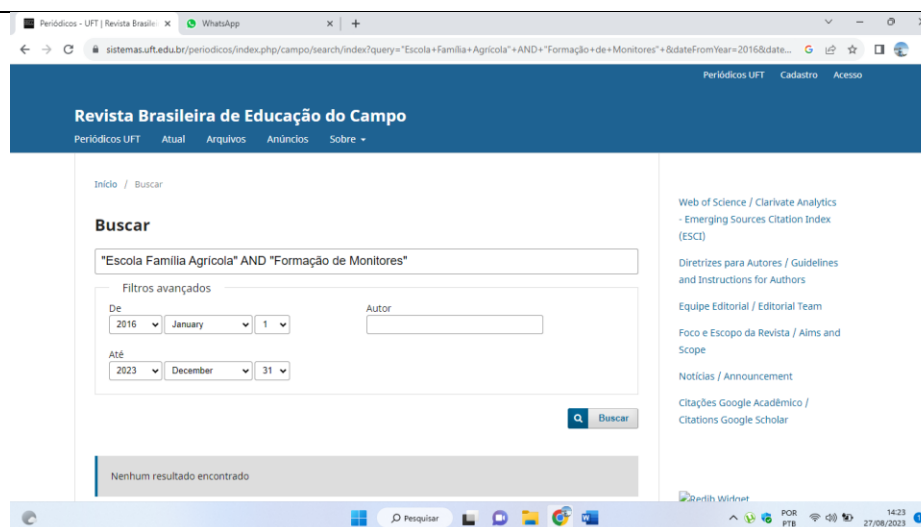 Periódicos - UFT | Revista Brasilei
WhatsApp
sistemas.uft.edu.br/periodicos/index.php/campo/search/index?query="Escola+Família+Agrícola"+AND+"Formação+de+Monitores"+&dateFromYear=2016&date...
Periódicos UFT Cadastro Acesso
Revista Brasileira de Educação do Campo
Periódicos UFT Atual Arquivos Anúncios Sobre
Início / Buscar
Buscar
"Escola Família Agrícola" AND "Formação de Monitores"
Filtros avançados
De
Autor
2016 January 1
Até
2023 December 31
Buscar
Nenhum resultado encontrado
Web of Science / Clarivate Analytics
- Emerging Sources Citation Index
(ESCI)
Diretrizes para Autores / Guidelines
and Instructions for Authors
Equipe Editorial / Editorial Team
Foco e Escopo da Revista / Aims and
Scope
Notícias / Announcement
Citações Google Acadêmico /
Citations Google Scholar
Redib Widget
Pesquisar
POR
PTB
14:23
27/08/2023